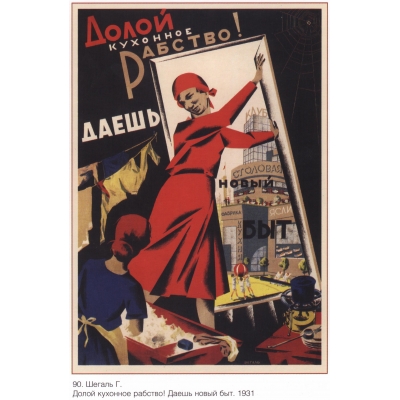 Долой
КУХОННОЕ
РАБСТВО!
ДАЕШЬ
СТОЛОВАЯ
НОВЫЙ
БЫТ
90. Шегаль Г.
Долой кухонное рабство! Даешь новый быт. 1931